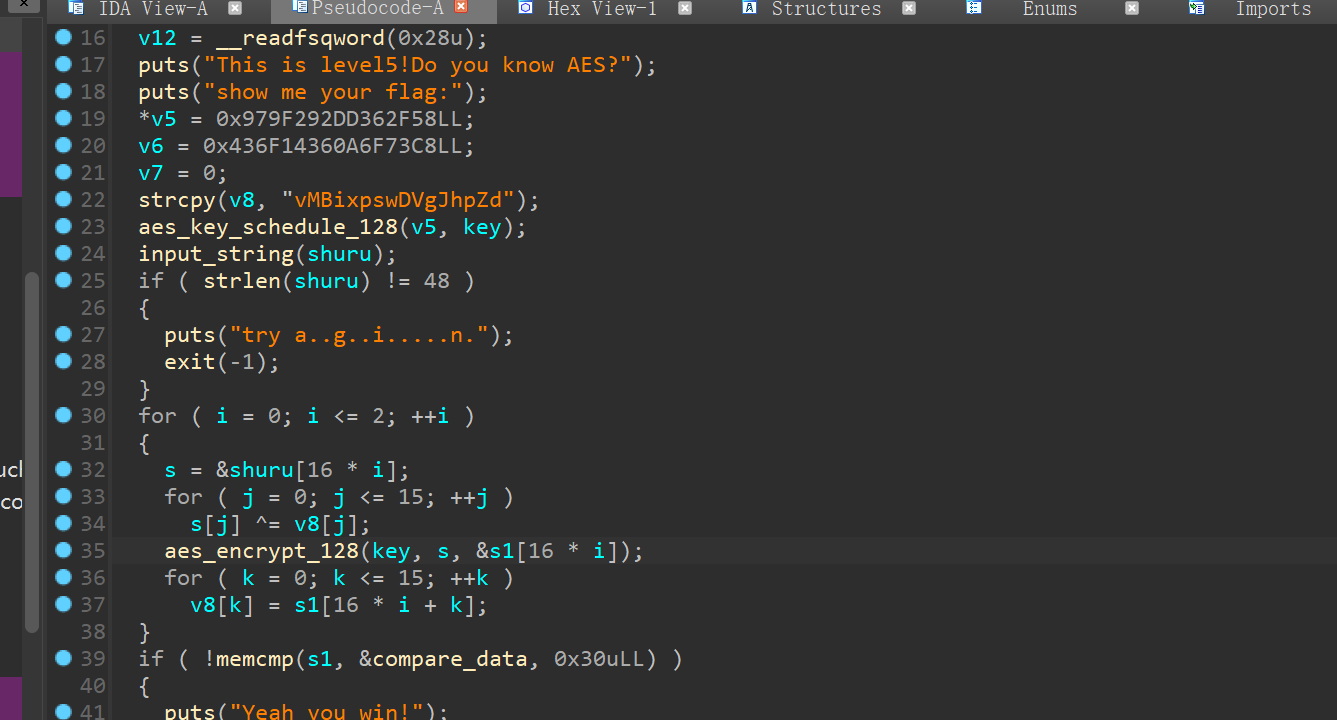 IDA View-A Pseudocode-A Hex View-1 Structures Enums Imports
16 v12 = __readfsqword(0x28u);
17 puts("This is level5!Do you know AES?");
18 puts("show me your flag:");
19 *v5 = 0x979F292DD362F58LL;
20 v6 = 0x436F14360A6F73C8LL;
21 v7 = 0;
22 strcpy(v8, "vMBixpswDVgJhpZd");
23 aes_key_schedule_128(v5, key);
24 input_string(shuru);
25 if ( strlen(shuru) != 48 )
26 {
27 puts("try a..g..i.....n.");
28 exit(-1);
29 }
30 for ( i = 0; i <= 2; ++i )
31 {
32 s = &shuru[16 * i];
33 for ( j = 0; j <= 15; ++j )
34 s[j] ^= v8[j];
35 aes_encrypt_128(key, s, &s1[16 * i]);
36 for ( k = 0; k <= 15; ++k )
37 v8[k] = s1[16 * i + k];
38 }
39 if ( !memcmp(s1, &compare_data, 0x30uLL) )
40 {
41 puts("Yeah you win!");